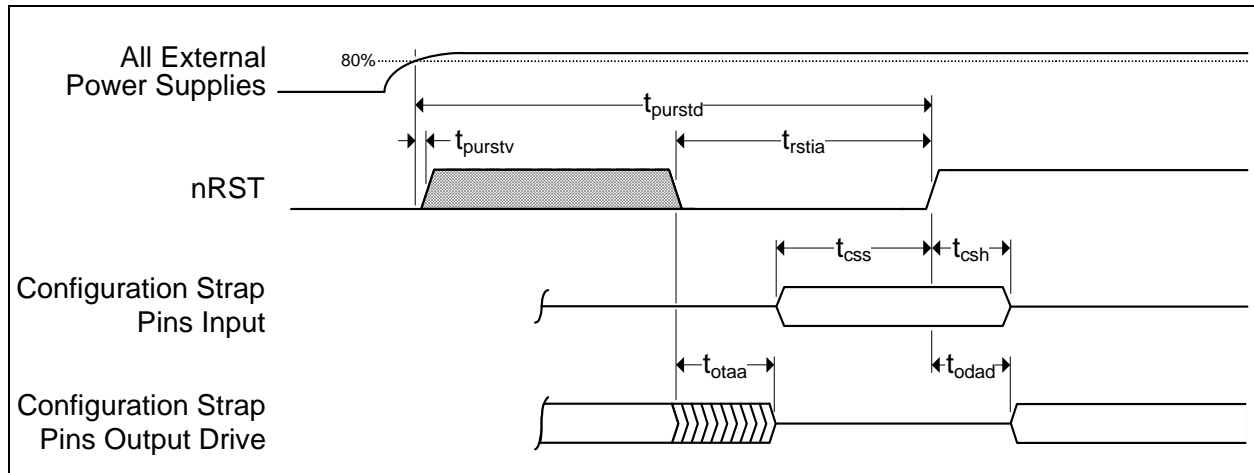 All External
Power Supplies
80%
tpurstd
tpurstv
trstia
nRST
tcss
tcsh
Configuration Strap
Pins Input
totaa
todad
Configuration Strap
Pins Output Drive